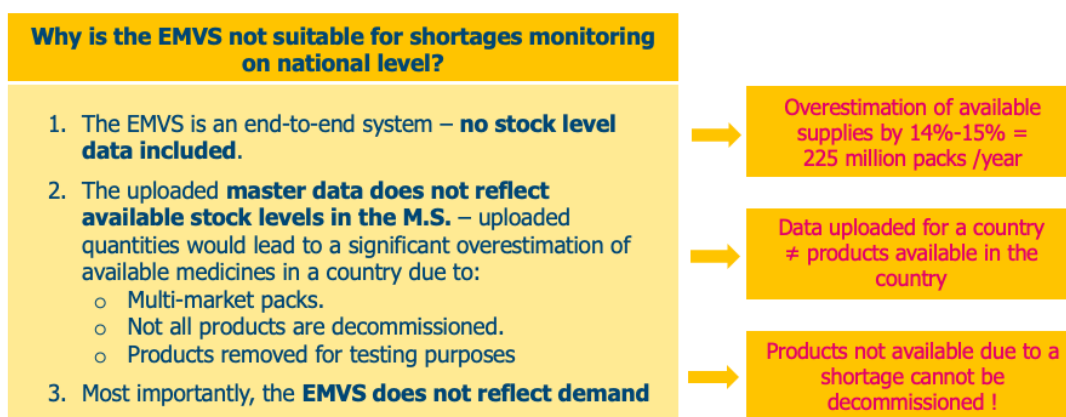 Why is the EMVS not suitable for shortages monitoring
on national level?
1. The EMVS is an end-to-end system – no stock level
data included.
2. The uploaded master data does not reflect
available stock levels in the M.S. – uploaded
quantities would lead to a significant overestimation of
available medicines in a country due to:
o Multi-market packs.
o Not all products are decommissioned.
o Products removed for testing purposes
3. Most importantly, the EMVS does not reflect demand
Overestimation of available
supplies by 14%-15% =
225 million packs /year
Data uploaded for a country
≠ products available in the
country
Products not available due to a
shortage cannot be
decommissioned !